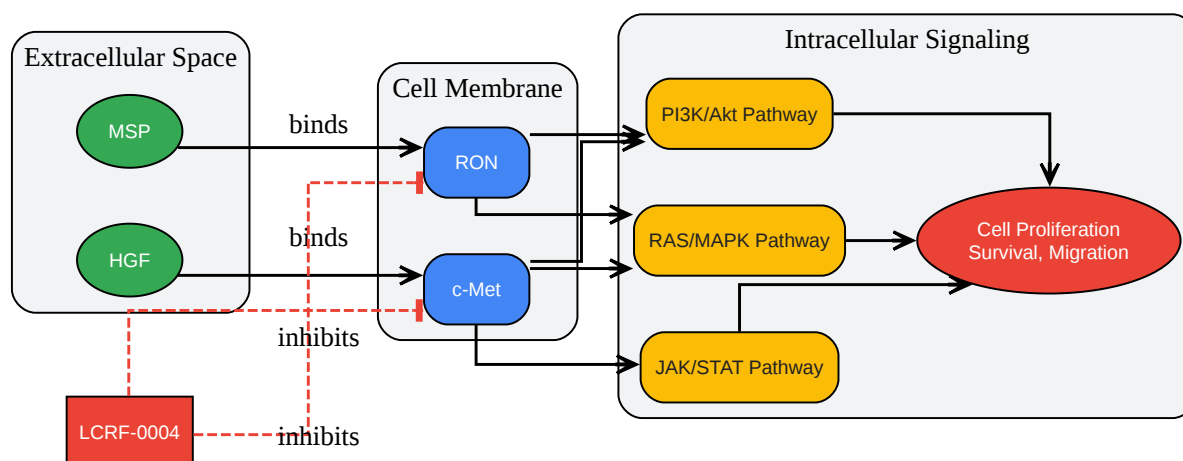 Intracellular Signaling
Extracellular Space
Cell Membrane
MSP
binds
RON
PI3K/Akt Pathway
HGF
binds
c-Met
RAS/MAPK Pathway
Cell Proliferation
Survival, Migration
inhibits
JAK/STAT Pathway
LCRF-0004
inhibits